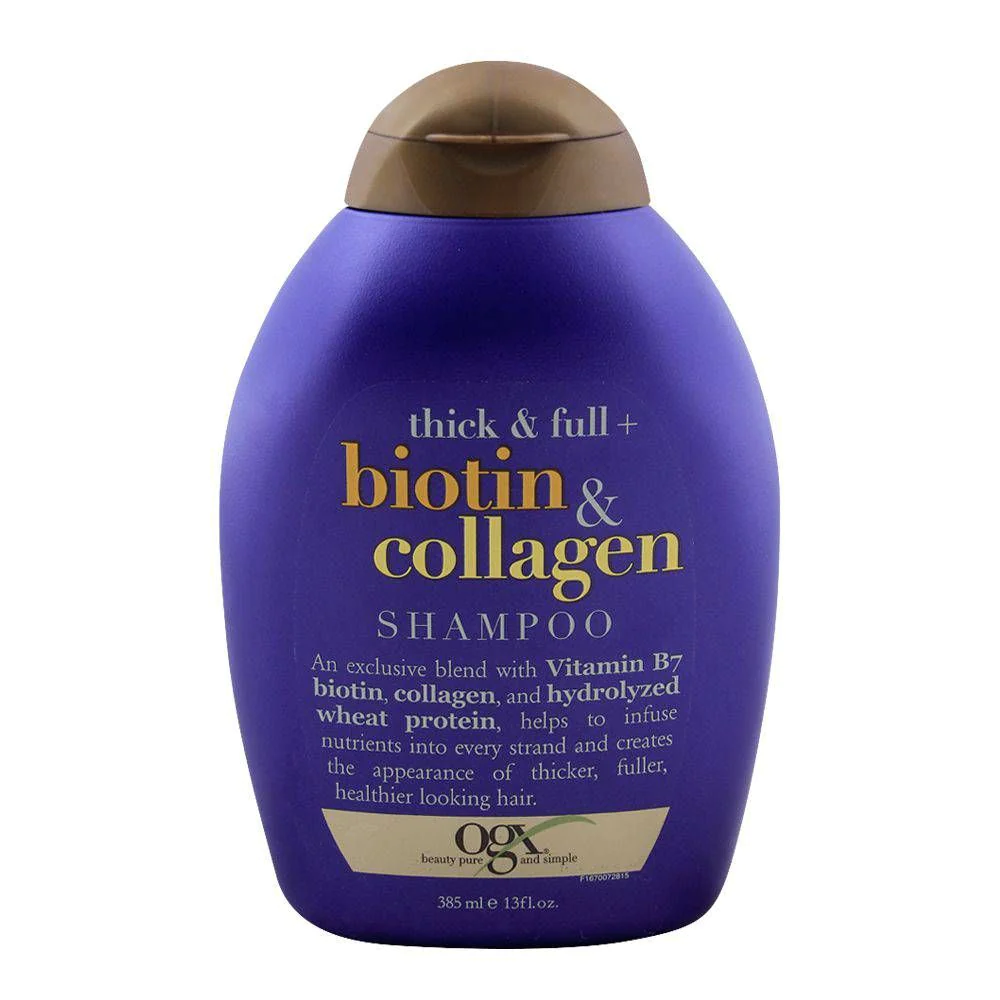 thick & full +
biotin &
collagen
SHAMPOO
An exclusive blend with Vitamin B7
biotin, collagen, and hydrolyzed
wheat protein, helps to infuse
nutrients into every strand and creates
the appearance of thicker, fuller,
healthier looking hair.
ogx®
beauty pure and simple
F1670072815
385 ml e 13fl.oz.